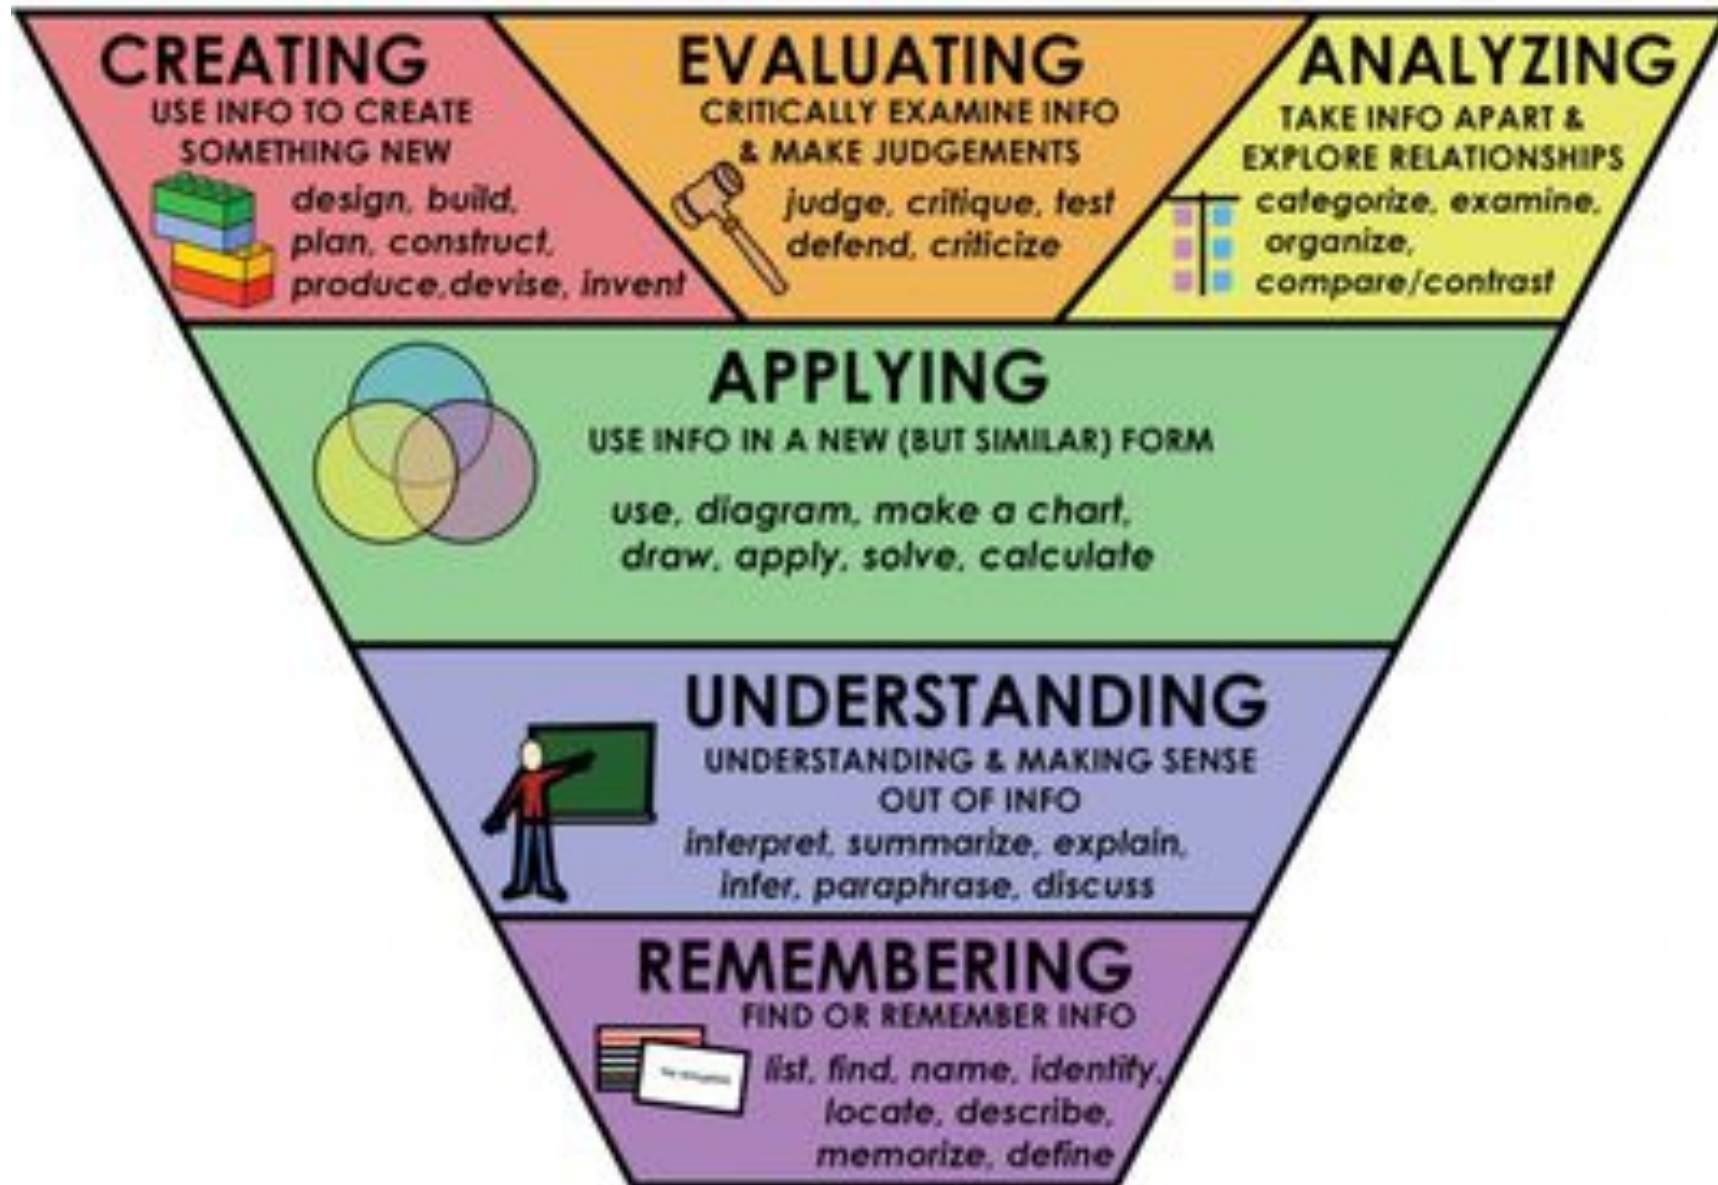 CREATING
USE INFO TO CREATE
SOMETHING NEW
design, build,
plan, construct,
produce,devise, invent
EVALUATING
CRITICALLY EXAMINE INFO
& MAKE JUDGEMENTS
judge, critique, test
defend, criticize
ANALYZING
TAKE INFO APART &
EXPLORE RELATIONSHIPS
categorize, examine,
organize,
compare/contrast
APPLYING
USE INFO IN A NEW (BUT SIMILAR) FORM
use, diagram, make a chart,
draw, apply, solve, calculate
UNDERSTANDING
UNDERSTANDING & MAKING SENSE
OUT OF INFO
interpret, summarize, explain,
infer, paraphrase, discuss
REMEMBERING
FIND OR REMEMBER INFO
list, find, name, identify,
locate, describe,
memorize, define